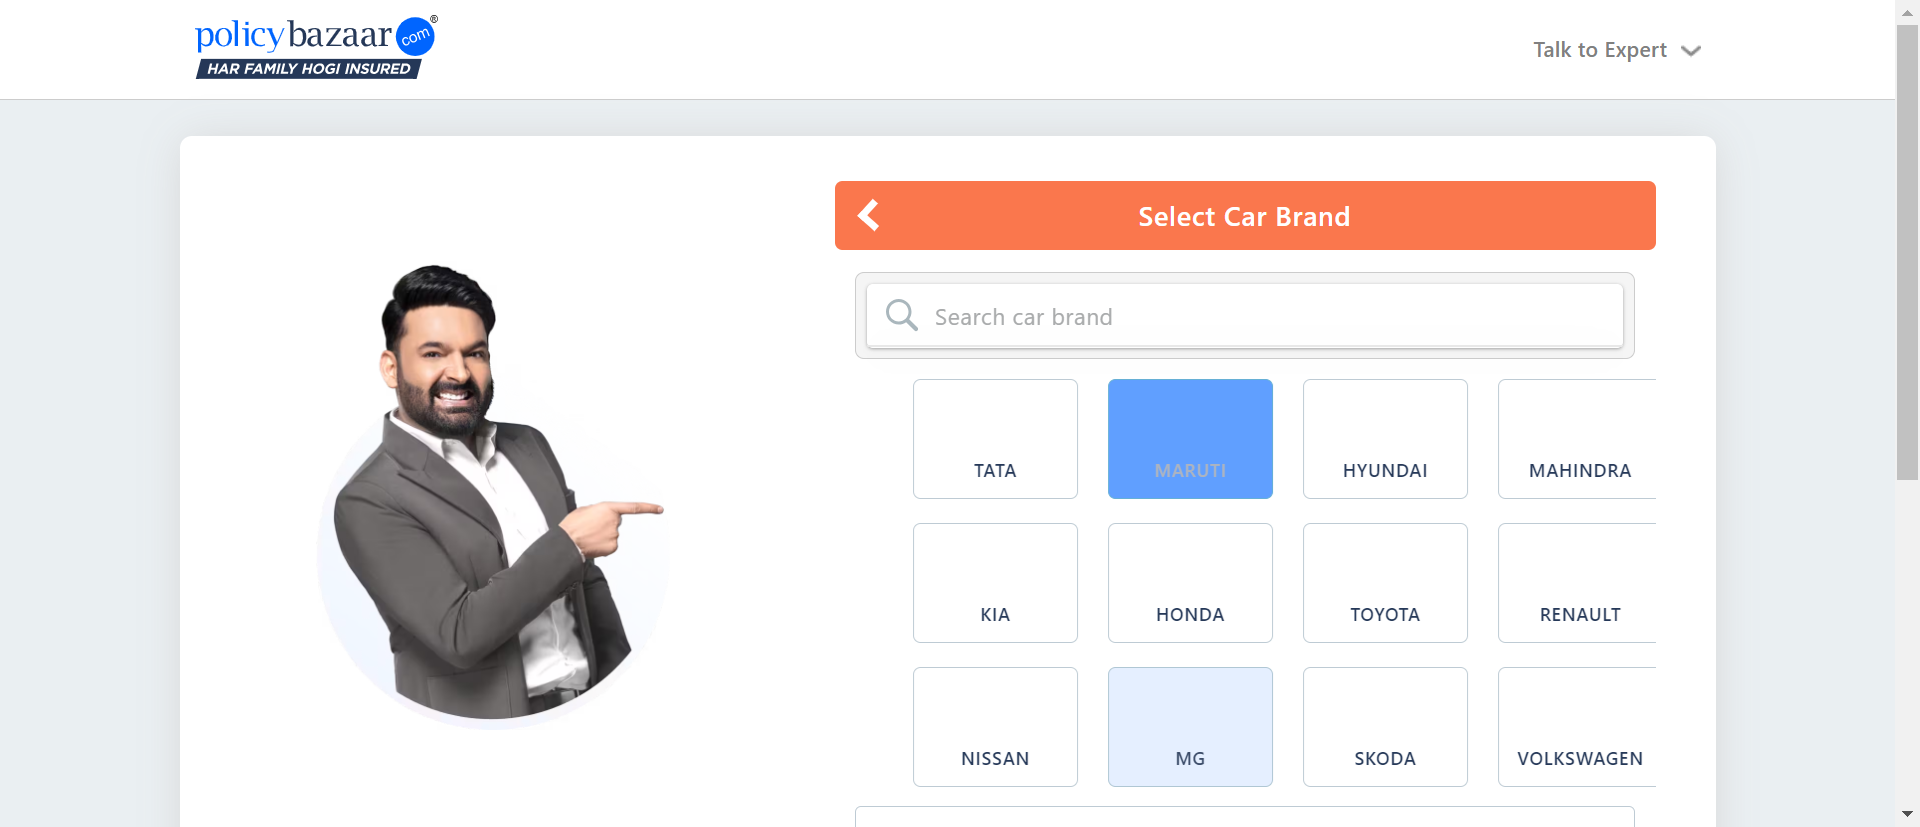 policybazaar com®
HAR FAMILY HOGI INSURED
Talk to Expert
Select Car Brand
Search car brand
TATA
MARUTI
HYUNDAI
MAHINDRA
KIA
HONDA
TOYOTA
RENAULT
NISSAN
MG
SKODA
VOLKSWAGEN